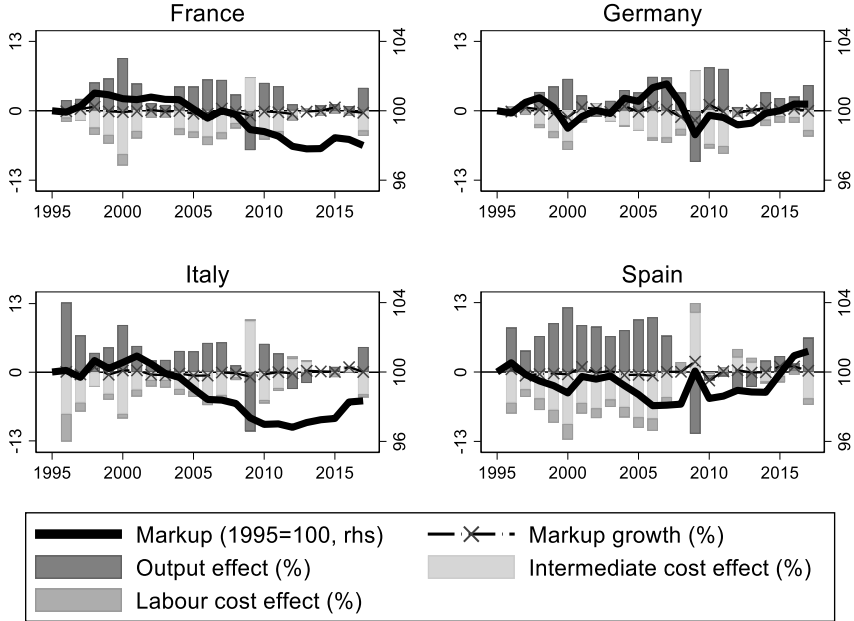 France
Germany
13
0
-13
104
100
96
1995 2000 2005 2010 2015
13
0
-13
104
100
96
1995 2000 2005 2010 2015
Italy
Spain
13
0
-13
104
100
96
1995 2000 2005 2010 2015
13
0
-13
104
100
96
1995 2000 2005 2010 2015
Markup (1995=100, rhs)
Markup growth (%)
Output effect (%)
Intermediate cost effect (%)
Labour cost effect (%)